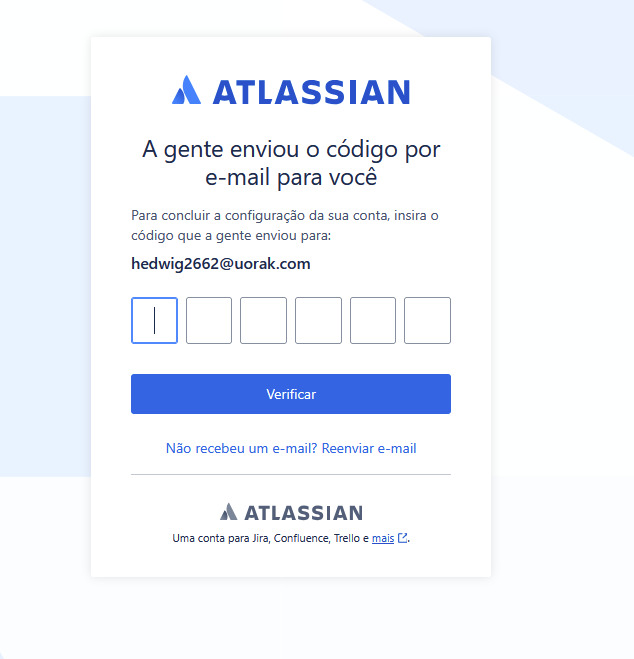 ATLASSIAN
A gente enviou o código por
e-mail para você
Para concluir a configuração da sua conta, insira o
código que a gente enviou para:
hedwig2662@uorak.com
Verificar
Não recebeu um e-mail? Reenviar e-mail
ATLASSIAN
Uma conta para Jira, Confluence, Trello e mais.